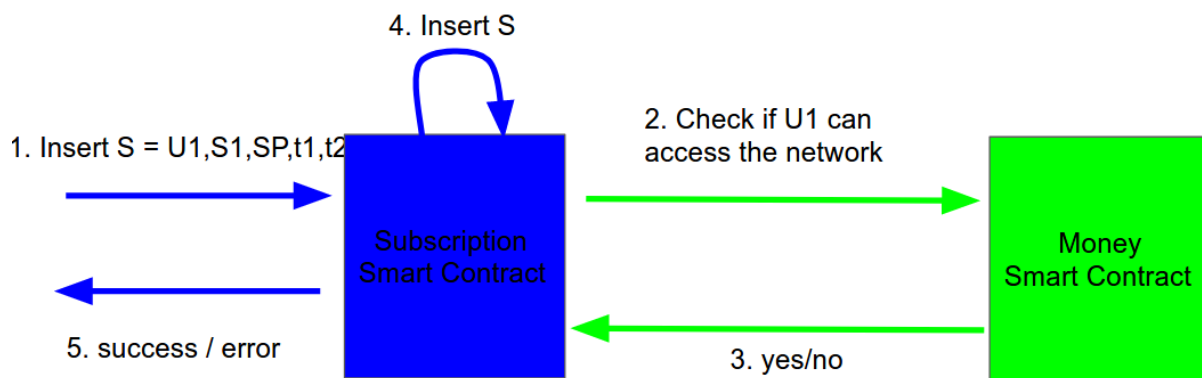 4. Insert S
1. Insert S = U1,S1,SP,t1,t2
2. Check if U1 can
access the network
Subscription
Smart Contract
Money
Smart Contract
5. success / error
3. yes/no